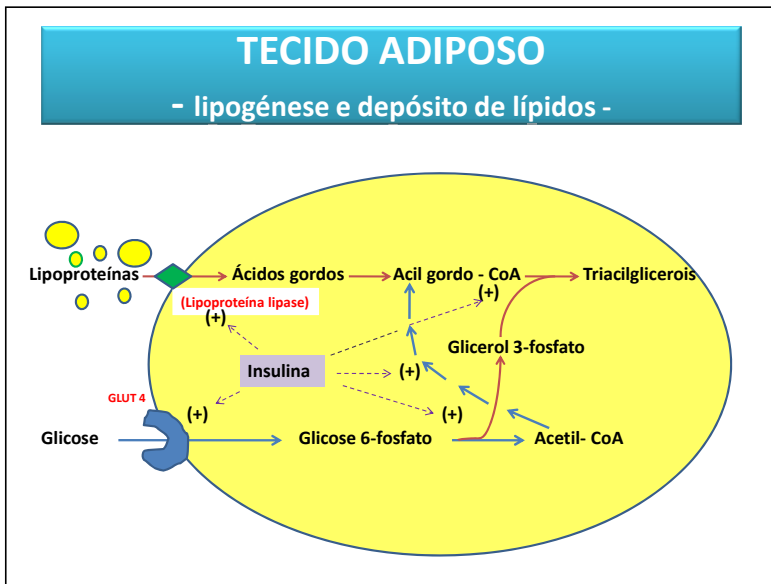 TECIDO ADIPOSO
- lipogénese e depósito de lípidos -
Lipoproteínas
Ácidos gordos
Acil gordo - CoA
Triacilglicerois
(Lipoproteína lipase)
(+)
(+)
Glicerol 3-fosfato
Insulina
(+)
GLUT 4
(+)
(+)
Glicose
Glicose 6-fosfato
Acetil- CoA